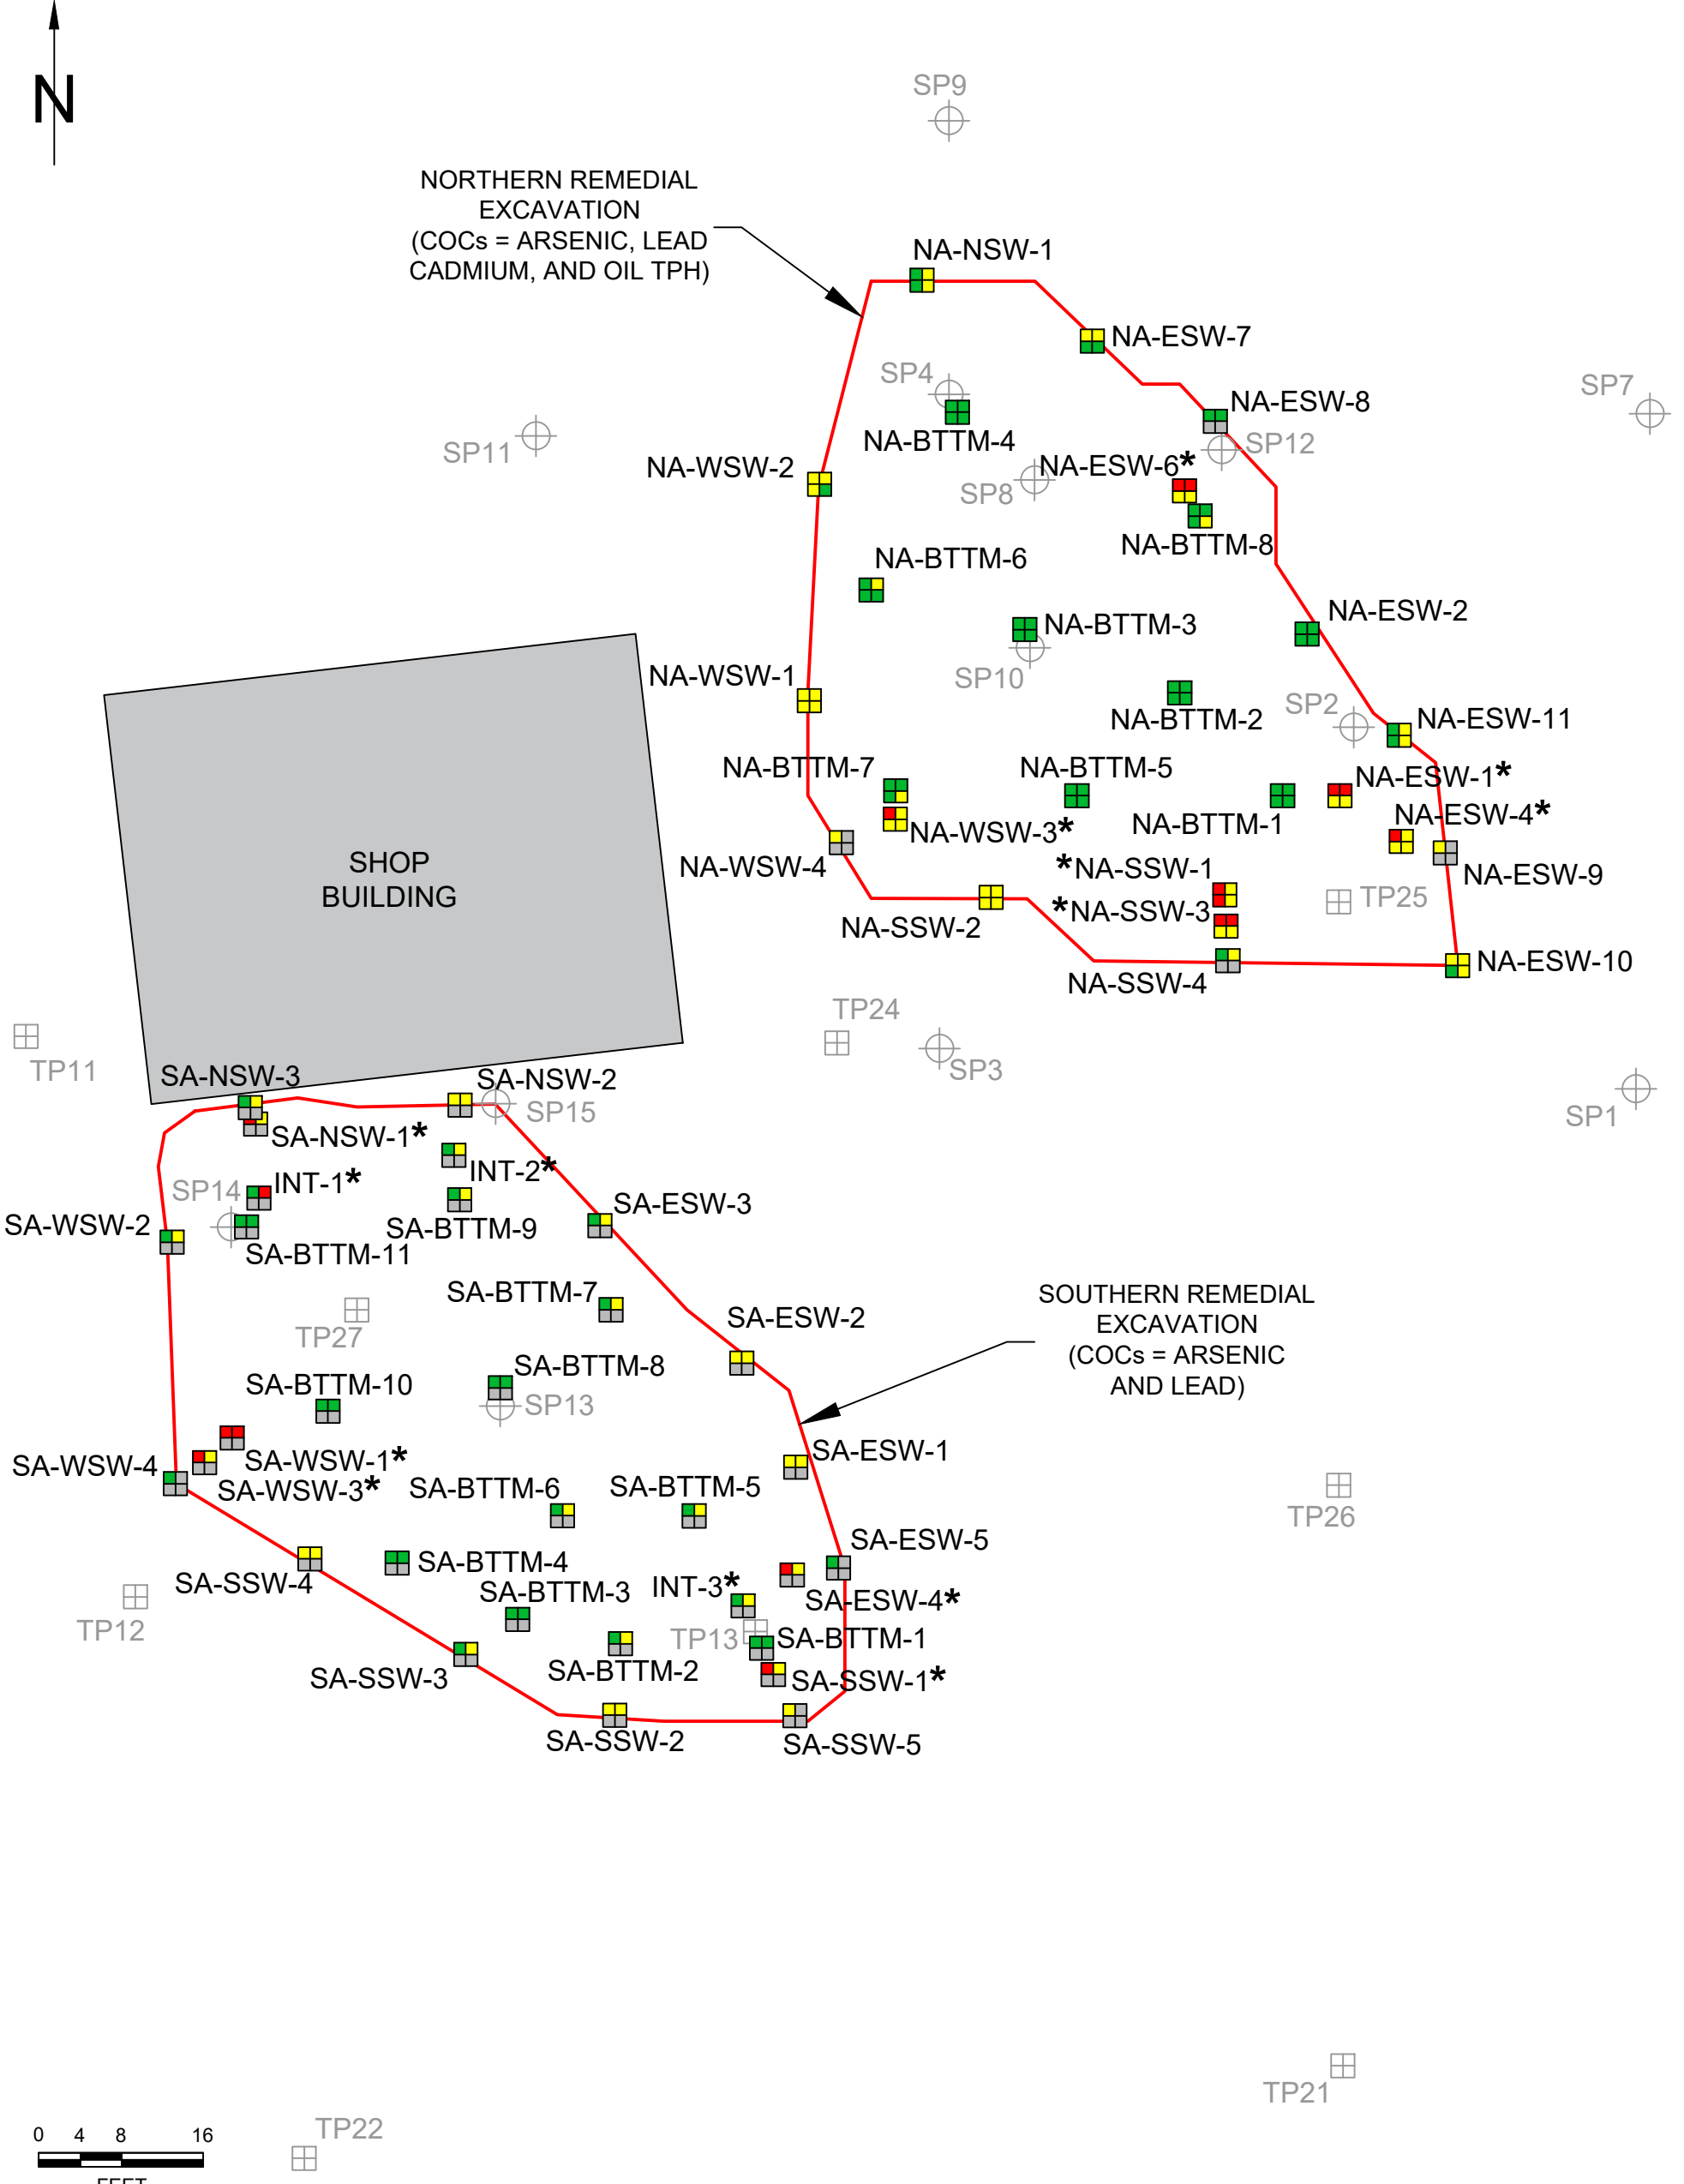 N
SP9
NORTHERN REMEDIAL
EXCAVATION
(COCs = ARSENIC, LEAD
CADMIUM, AND OIL TPH)
NA-NSW-1
NA-ESW-7
SP4
NA-BTTM-4
NA-ESW-8
SP7
SP11
SP12
NA-WSW-2
NA-ESW-6*
SP8
NA-BTTM-8
NA-BTTM-6
NA-BTTM-3
NA-ESW-2
SP10
NA-WSW-1
NA-BTTM-2
SP2
NA-ESW-11
NA-BTTM-7
NA-BTTM-5
NA-ESW-1*
NA-ESW-4*
NA-BTTM-1
NA-WSW-3*
NA-WSW-4
*NA-SSW-1
NA-ESW-9
SHOP
BUILDING
TP25
*NA-SSW-3
NA-SSW-2
NA-ESW-10
NA-SSW-4
TP24
TP11
SP3
SA-NSW-3
SA-NSW-2
SP15
SP1
SA-NSW-1*
INT-2*
INT-1*
SP14
SA-ESW-3
SA-WSW-2
SA-BTTM-9
SA-BTTM-11
SA-BTTM-7
SOUTHERN REMEDIAL
EXCAVATION
(COCs = ARSENIC
AND LEAD)
TP27
SA-ESW-2
SA-BTTM-8
SA-BTTM-10
SP13
SA-ESW-1
SA-WSW-4
SA-WSW-1*
SA-WSW-3*
SA-BTTM-6
SA-BTTM-5
TP26
SA-ESW-5
SA-BTTM-4
SA-SSW-4
SA-BTTM-3
INT-3*
SA-ESW-4*
TP12
TP13
SA-BTTM-1
SA-SSW-3
SA-BTTM-2
SA-SSW-1*
SA-SSW-2
SA-SSW-5
TP21
TP22
0 4 8 16
FEET